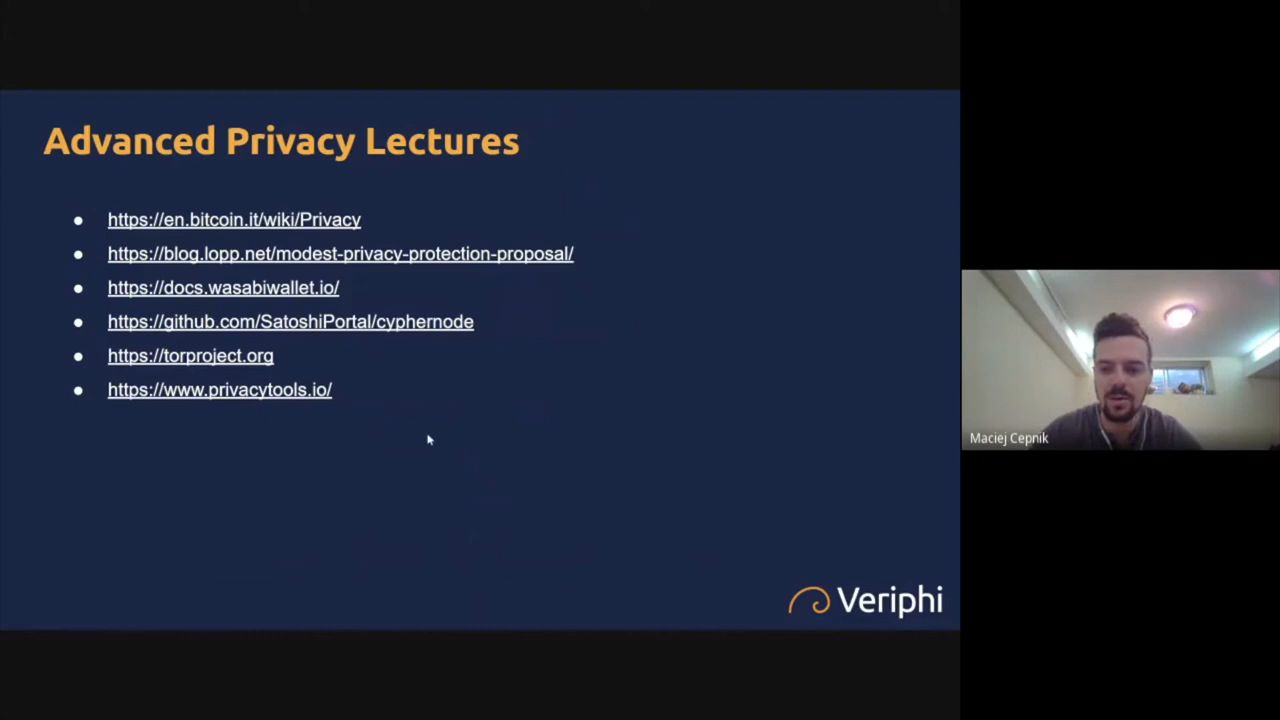 Advanced Privacy Lectures
https://en.bitcoin.it/wiki/Privacy
https://blog.lopp.net/modest-privacy-protection-proposal/
https://docs.wasabiwallet.io/
https://github.com/SatoshiPortal/cyphernode
https://torproject.org
https://www.privacytools.io/
Maciej Cepnik
Veriphi